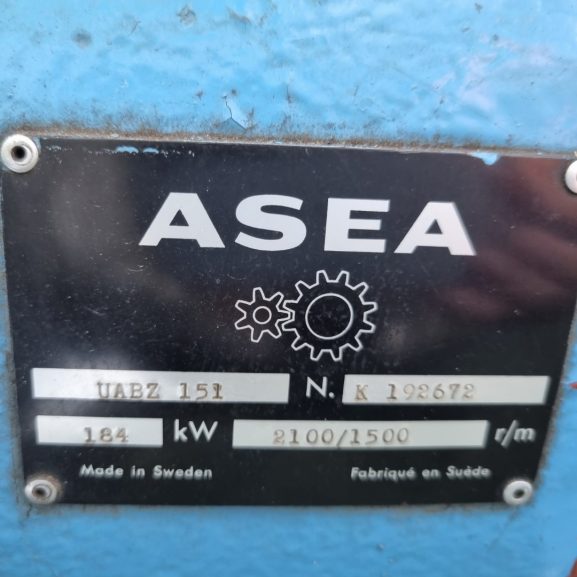 ASEA
UABZ 151 N. K 192672
184 kW 2100/1500 r/m
Made in Sweden Fabriqué en Suède